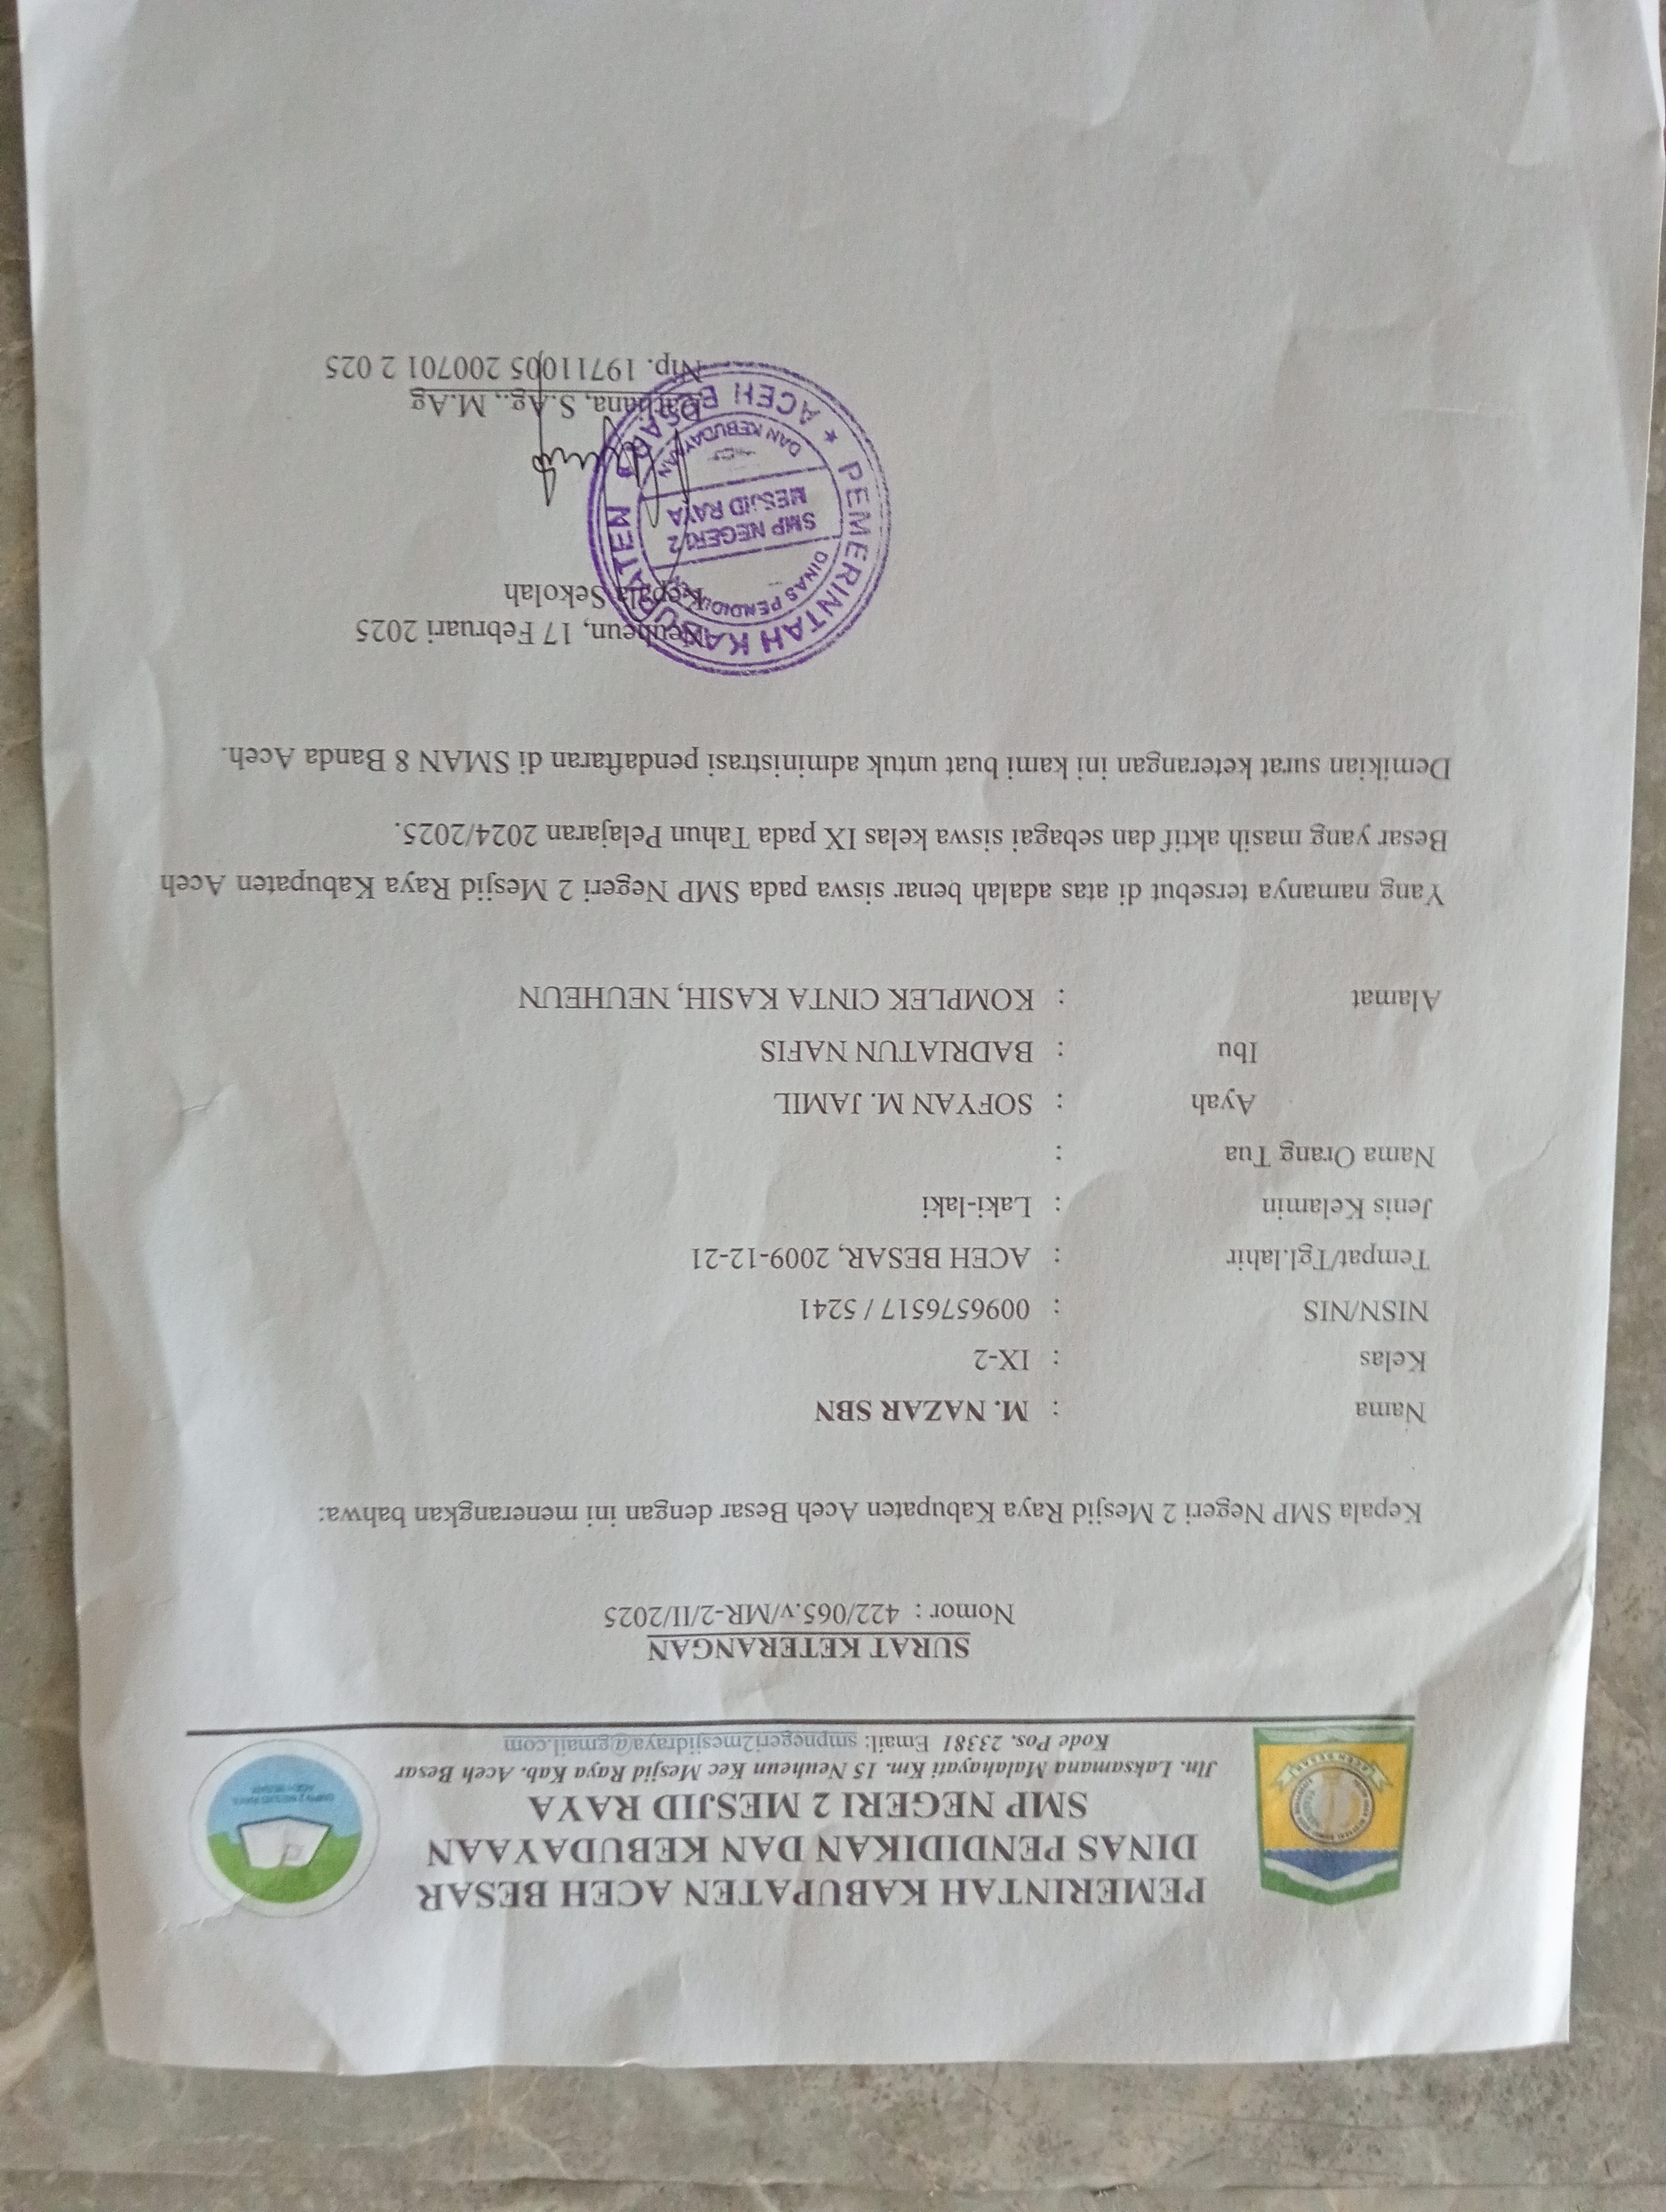 PEMERINTAH KABUPATEN ACEH BESAR
DINAS PENDIDIKAN DAN KEBUDAYAAN
SMP NEGERI 2 MESJID RAYA
Jln. Laksamana Malahayati Km. 15 Neuheun Kec Mesjid Raya Kab. Aceh Besar
Kode Pos. 23381 Email: smpnegeri2mesjidraya@gmail.com
SURAT KETERANGAN
Nomor : 422/065.v/MR-2/II/2025
Kepala SMP Negeri 2 Mesjid Raya Kabupaten Aceh Besar dengan ini menerangkan bahwa:
Nama : M. NAZAR SBN
Kelas : IX-2
NISN/NIS : 0096576517 / 5241
Tempat/Tgl.lahir : ACEH BESAR, 2009-12-21
Jenis Kelamin : Laki-laki
Nama Orang Tua :
Ayah : SOFYAN M. JAMIL
Ibu : BADRIATUN NAFIS
Alamat : KOMPLEK CINTA KASIH, NEUHEUN
Yang namanya tersebut di atas adalah benar siswa pada SMP Negeri 2 Mesjid Raya Kabupaten Aceh
Besar yang masih aktif dan sebagai siswa kelas IX pada Tahun Pelajaran 2024/2025.
Demikian surat keterangan ini kami buat untuk administrasi pendaftaran di SMAN 8 Banda Aceh.
Neuheun, 17 Februari 2025
Kepala Sekolah
PEMERINTAH KABUPATEN
ACEH BESAR
DINAS PENDIDIKAN
SMP NEGERI 2
MESJID RAYA
DAN KEBUDAYAAN
S.Ag., M.Ag
Nip. 19711005 200701 2 025